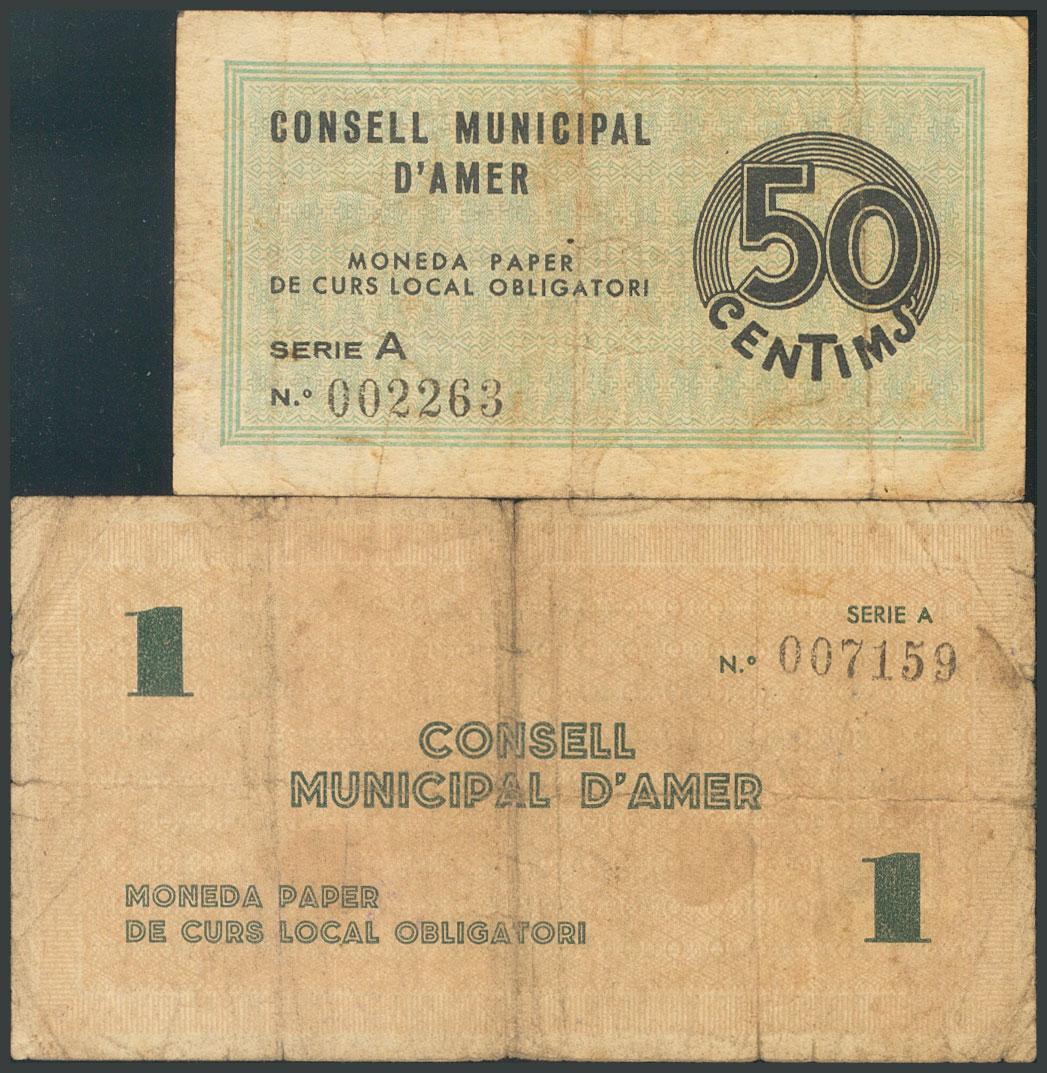 CONSELL MUNICIPAL
D'AMER
MONEDA PAPER
DE CURS LOCAL OBLIGATORI
SERIE A
N.º 002263
50
CENTIMS
1
SERIE A
N.º 007159
CONSELL
MUNICIPAL D'AMER
MONEDA PAPER
DE CURS LOCAL OBLIGATORI
1